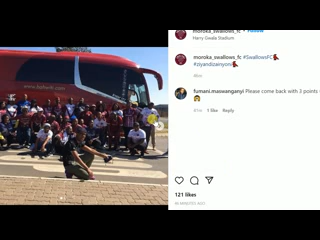 moroka_swallows_fc • Follow
Harry Gwala Stadium
moroka_swallows_fc #SwallowsFC
#ziyandizainyoni
fumani.maswanganyi Please come back with 3 points
1 like Reply
121 likes